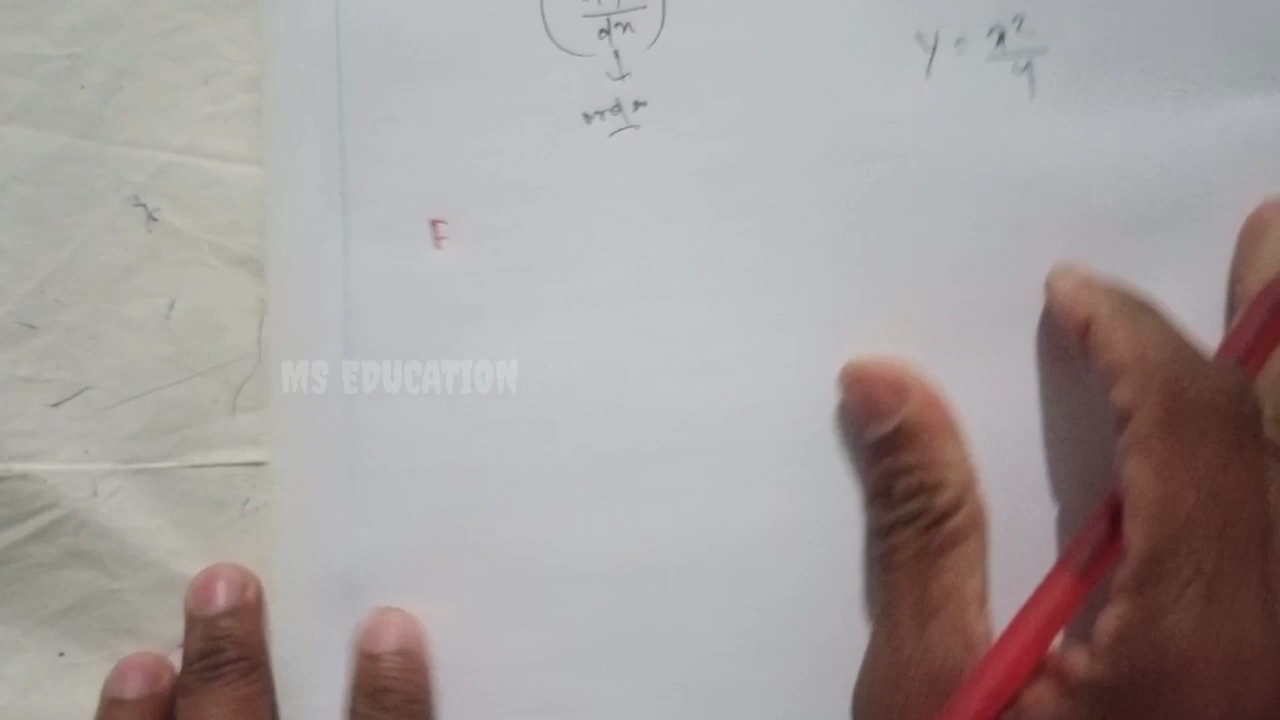 dx
y = x²/4
order
F
MS EDUCATION